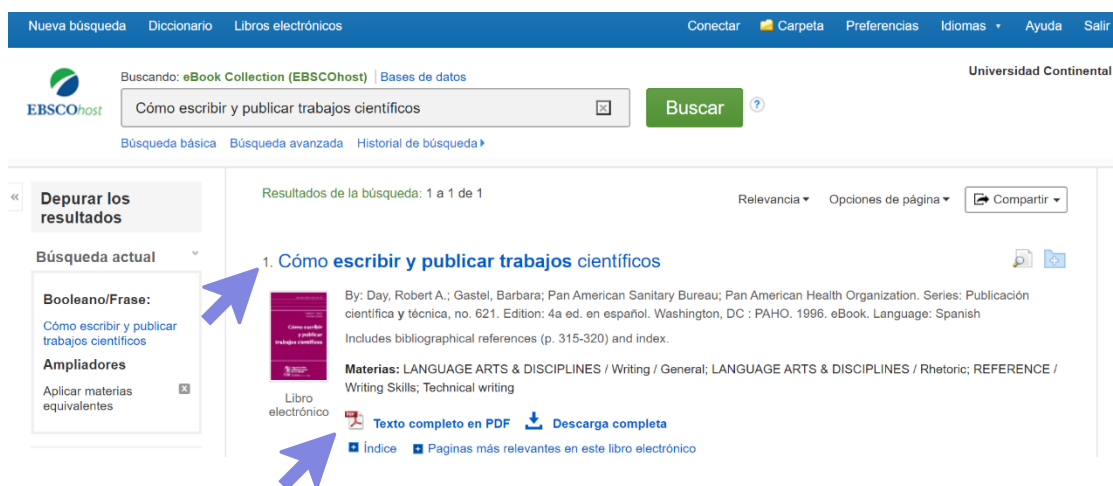 Nueva búsqueda Diccionario Libros electrónicos Conectar Carpeta Preferencias Idiomas Ayuda Salir
Buscando: eBook Collection (EBSCOhost) | Bases de datos
Universidad Continental
EBSCOhost
Cómo escribir y publicar trabajos científicos
Buscar
?
Búsqueda básica Búsqueda avanzada Historial de búsqueda
«
Depurar los
resultados
Resultados de la búsqueda: 1 a 1 de 1
Relevancia Opciones de página Compartir
Búsqueda actual
Booleano/Frase:
Cómo escribir y publicar
trabajos científicos
Ampliadores
Aplicar materias
equivalentes
1. Cómo escribir y publicar trabajos científicos
Cómo escribir
y publicar
trabajos científicos
Libro
electrónico
By: Day, Robert A.; Gastel, Barbara; Pan American Sanitary Bureau; Pan American Health Organization. Series: Publicación
científica y técnica, no. 621. Edition: 4a ed. en español. Washington, DC : PAHO. 1996. eBook. Language: Spanish
Includes bibliographical references (p. 315-320) and index.
Materias: LANGUAGE ARTS & DISCIPLINES / Writing / General; LANGUAGE ARTS & DISCIPLINES / Rhetoric; REFERENCE /
Writing Skills; Technical writing
PDF Texto completo en PDF Descarga completa
Índice Paginas más relevantes en este libro electrónico